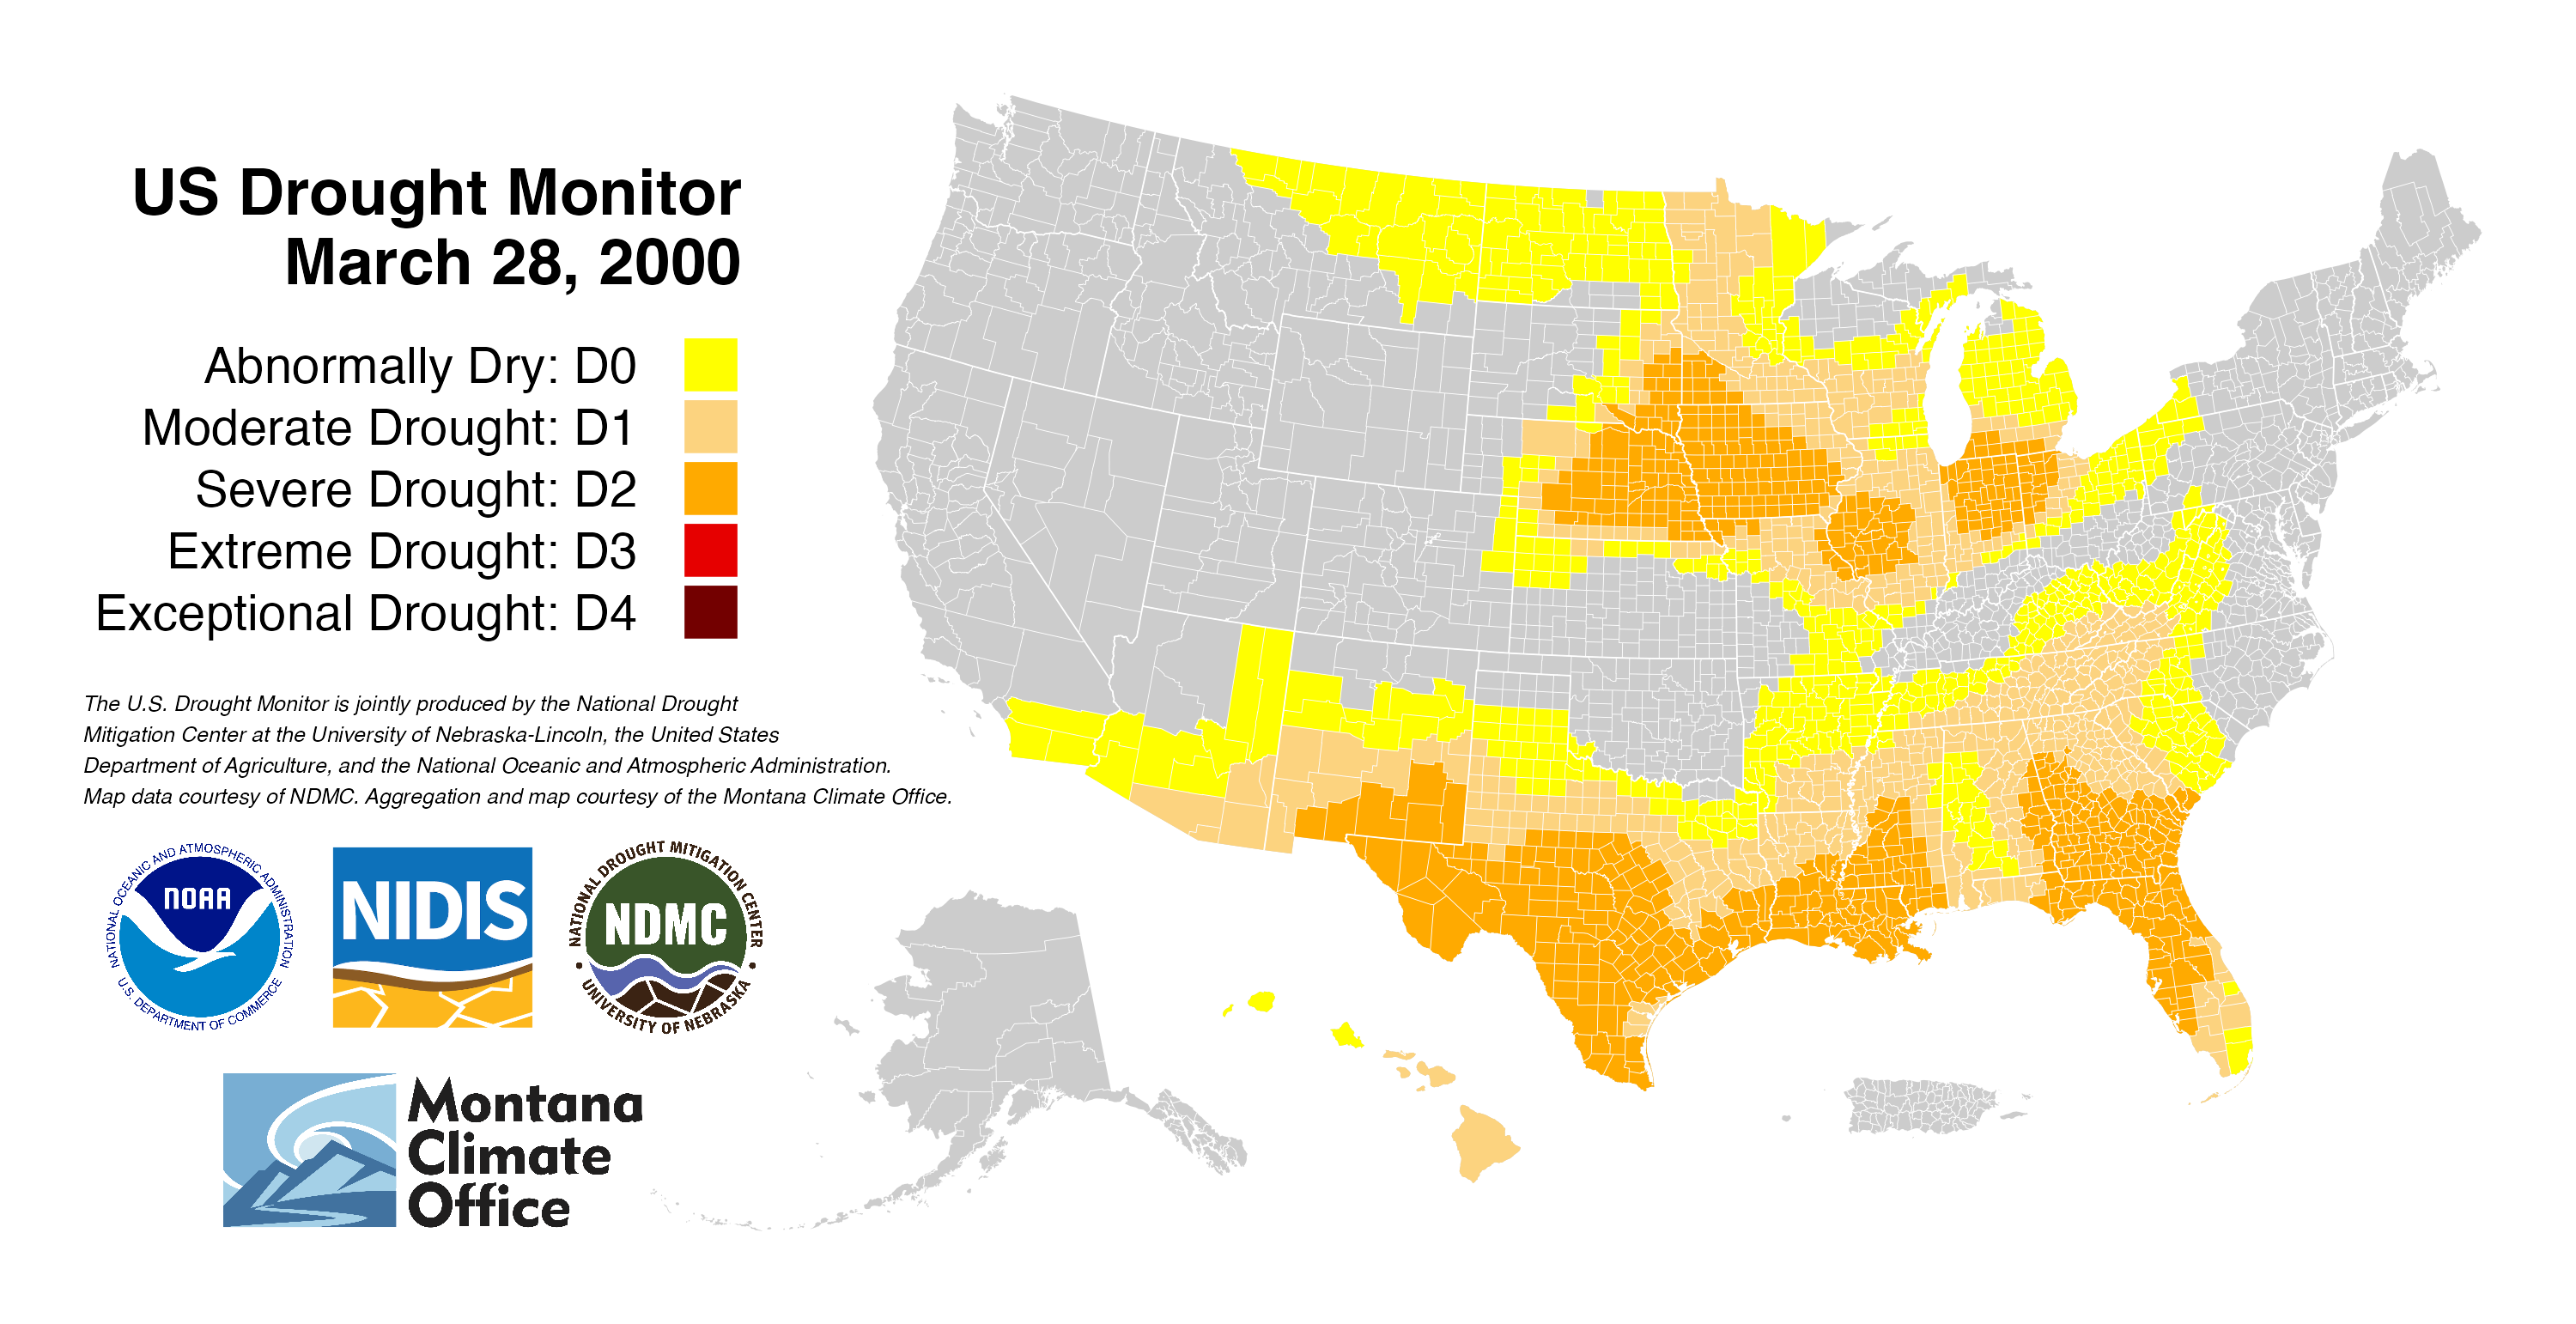 US Drought Monitor
March 28, 2000
Abnormally Dry: D0
Moderate Drought: D1
Severe Drought: D2
Extreme Drought: D3
Exceptional Drought: D4
The U.S. Drought Monitor is jointly produced by the National Drought
Mitigation Center at the University of Nebraska-Lincoln, the United States
Department of Agriculture, and the National Oceanic and Atmospheric Administration.
Map data courtesy of NDMC. Aggregation and map courtesy of the Montana Climate Office.
NATIONAL OCEANIC AND ATMOSPHERIC ADMINISTRATION
NOAA
U.S. DEPARTMENT OF COMMERCE
NIDIS
NATIONAL DROUGHT MITIGATION CENTER
NDMC
UNIVERSITY OF NEBRASKA
Montana
Climate
Office